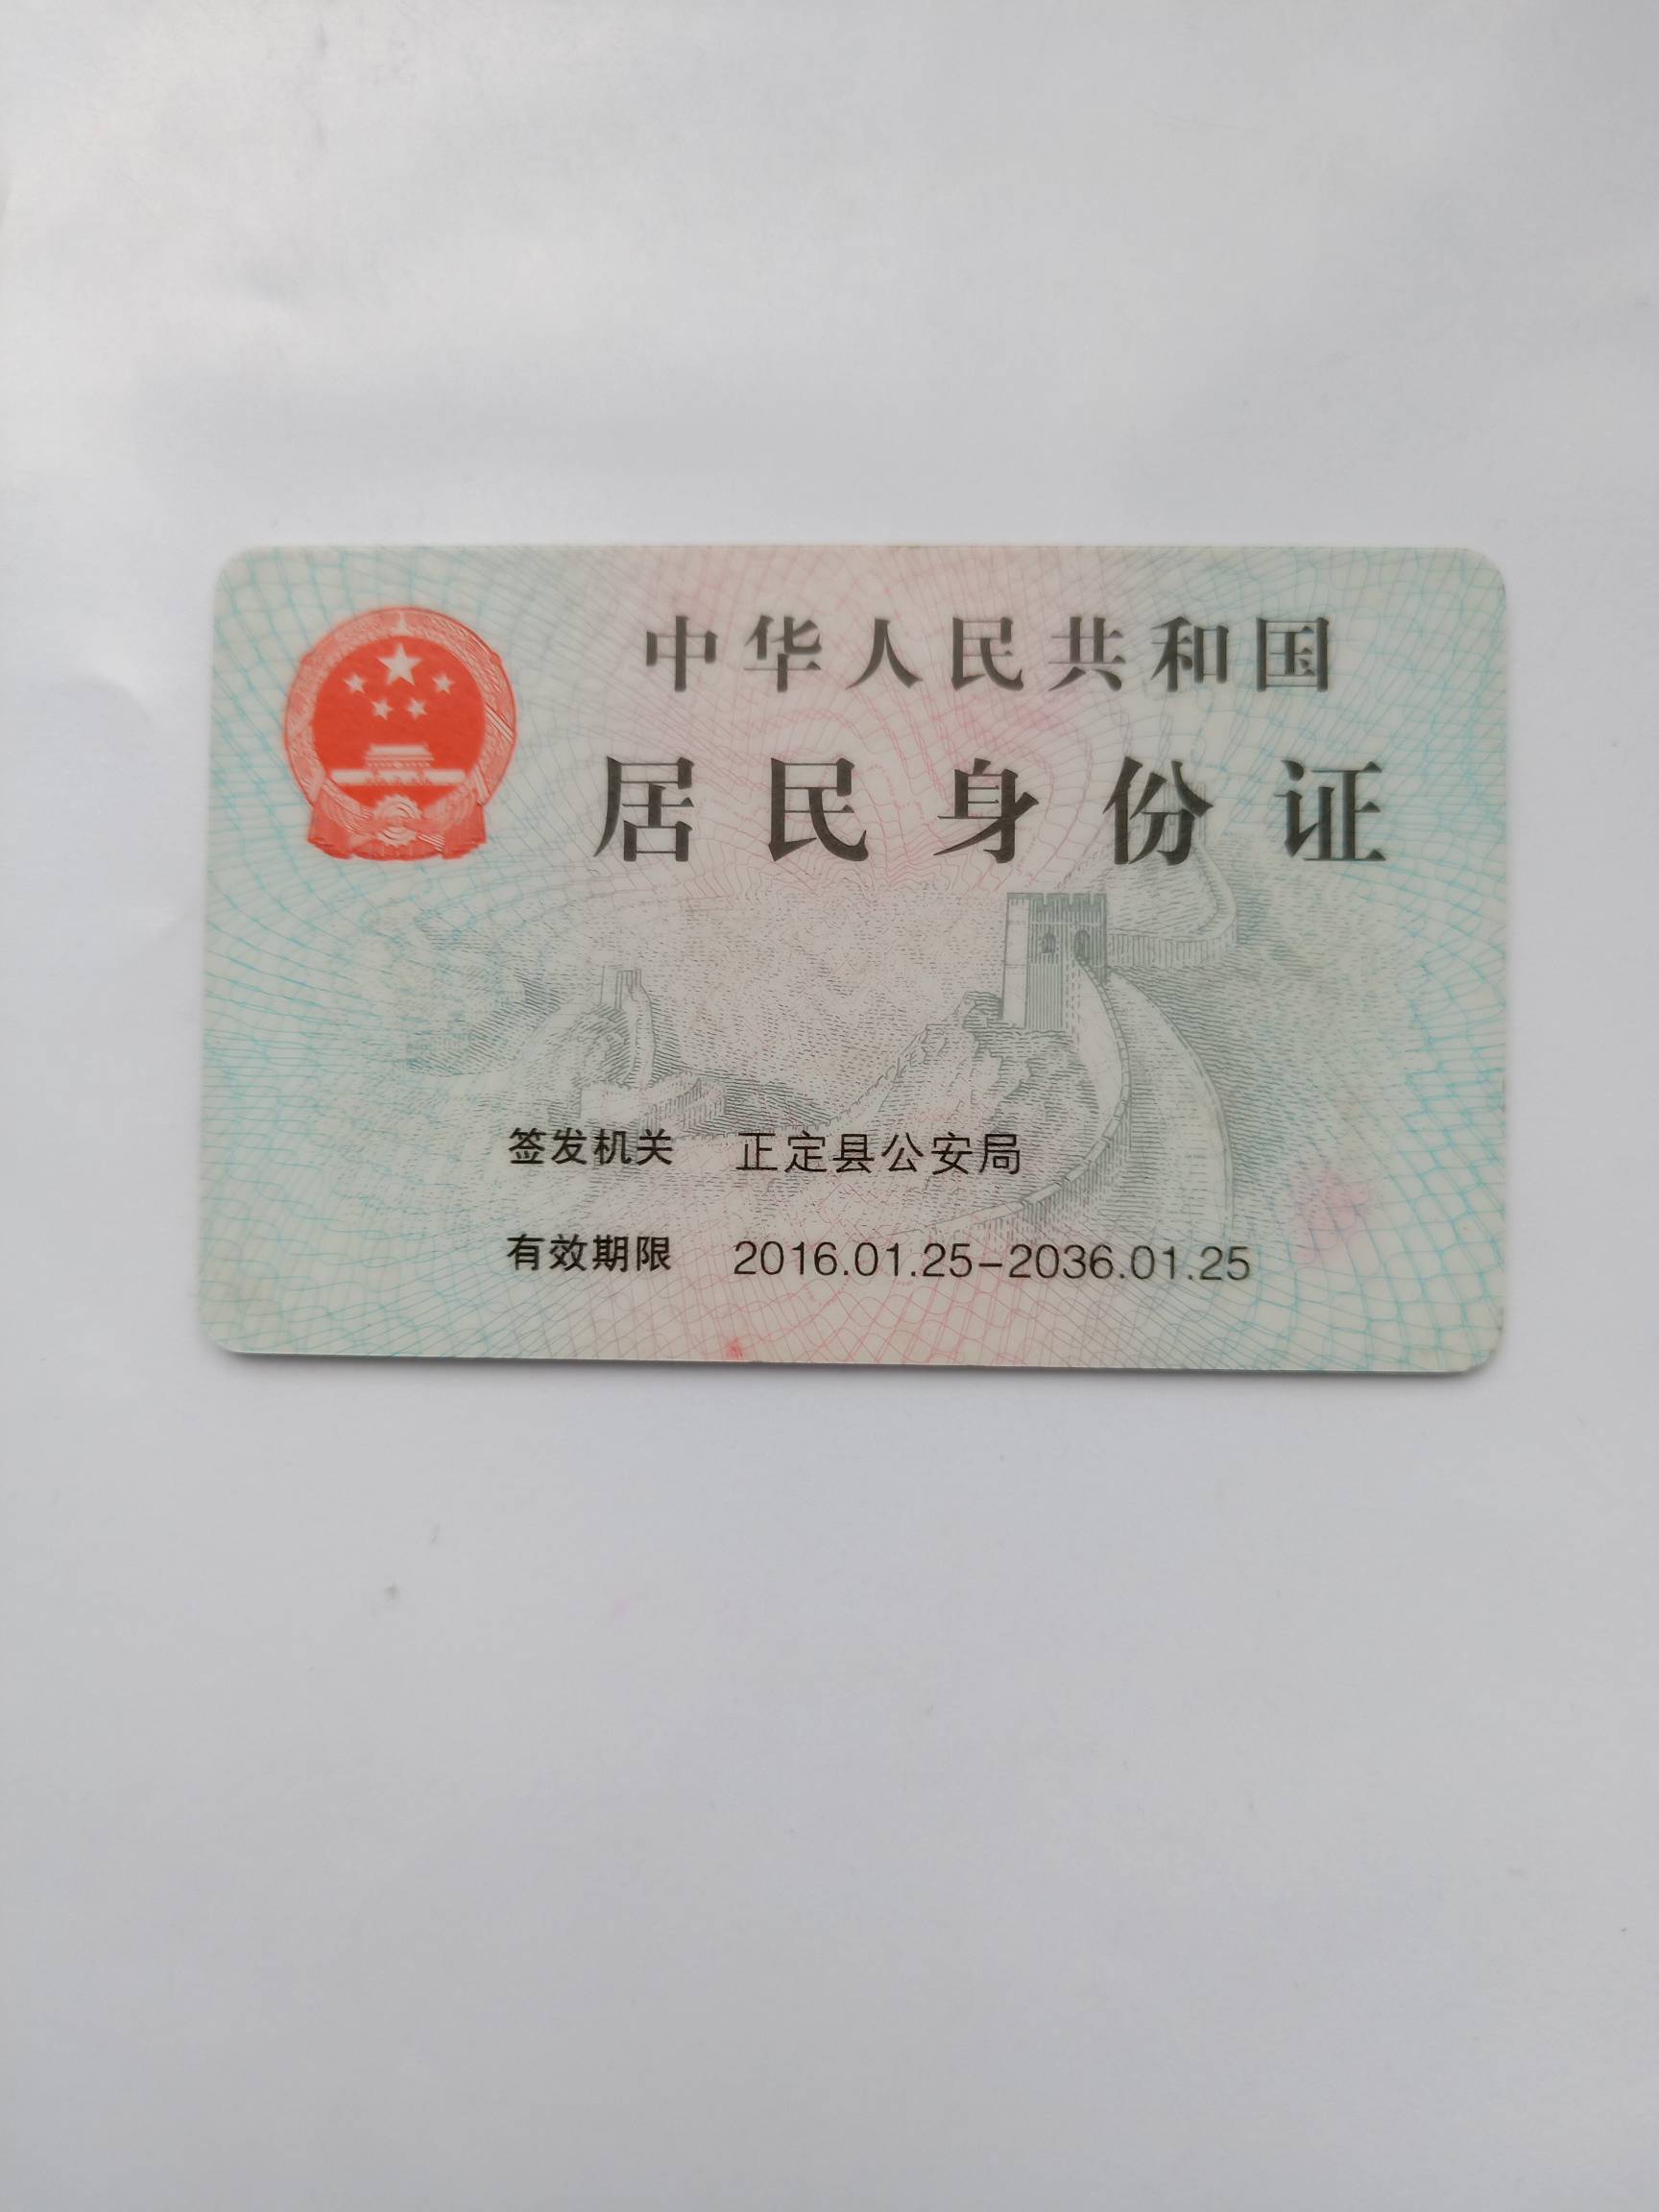 中华人民共和国
居民身份证
签发机关 正定县公安局
有效期限 2016.01.25-2036.01.25